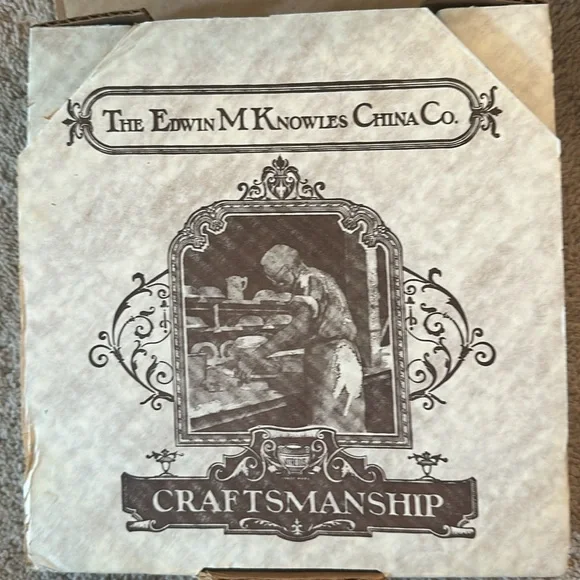 THE EDWIN M KNOWLES CHINA CO.
CRAFTSMANSHIP